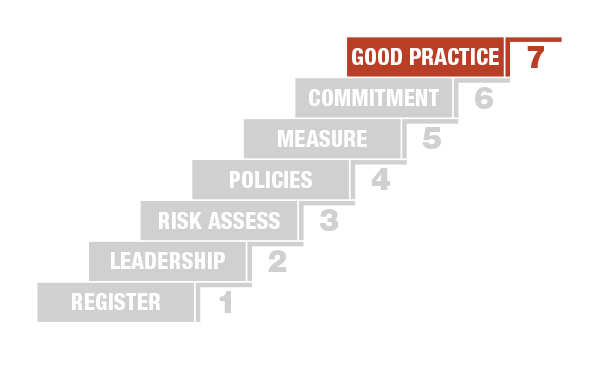 GOOD PRACTICE 7
COMMITMENT 6
MEASURE 5
POLICIES 4
RISK ASSESS 3
LEADERSHIP 2
REGISTER 1